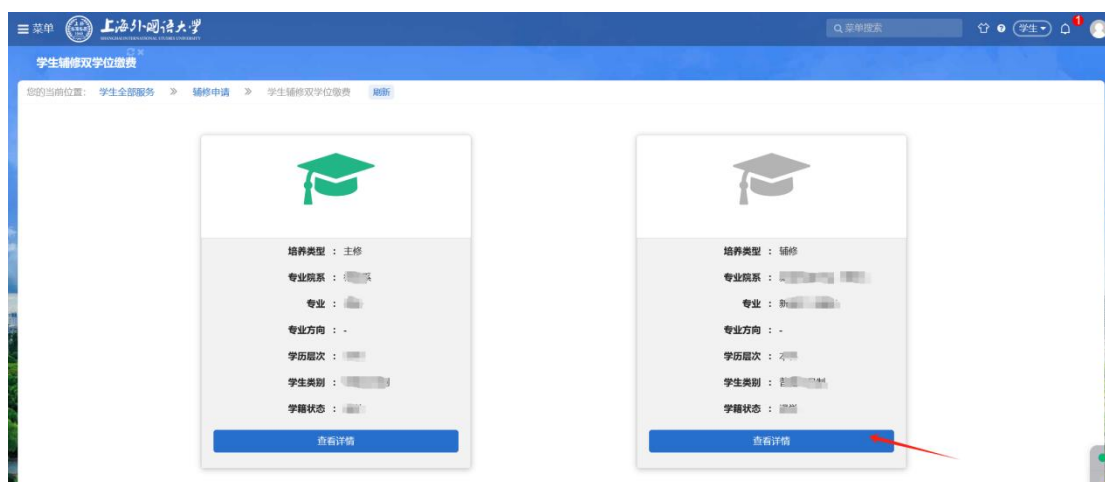 菜单 上海外国语大学 SHANGHAI INTERNATIONAL STUDIES UNIVERSITY 菜单搜索 学生 1
学生辅修双学位缴费
您的当前位置: 学生全部服务 》 辅修申请 》 学生辅修双学位缴费 刷新
培养类型 : 主修
专业院系 :
专业 :
专业方向 : -
学历层次 :
学生类别 :
学籍状态 :
查看详情
培养类型 : 辅修
专业院系 :
专业 : 新
专业方向 : -
学历层次 : 2
学生类别 :
学籍状态 :
查看详情